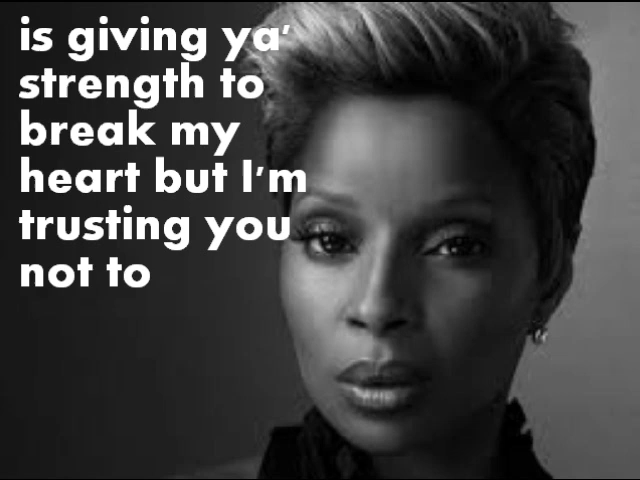 is giving ya'
strength to
break my
heart but I'm
trusting you
not to